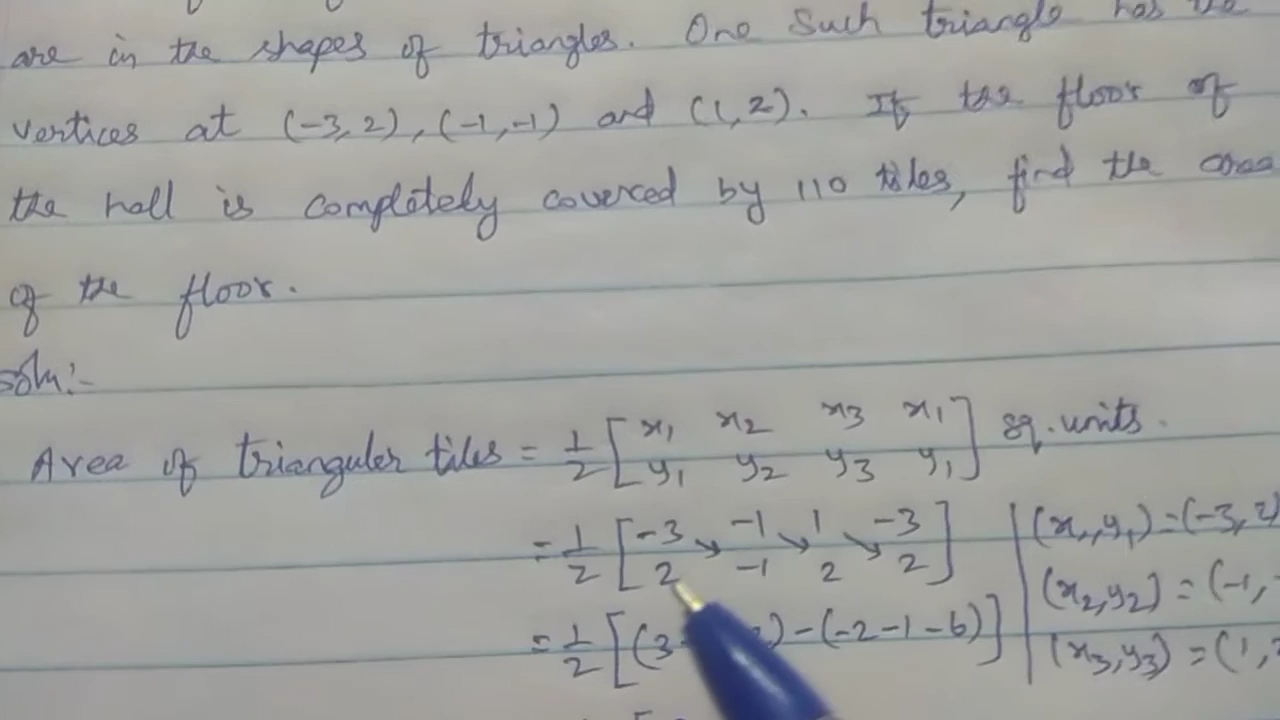 are in the shapes of triangles. One Such triangle has the
vertices at (-3,2), (-1,-1) and (1,2). If the floor of
the hall is completely covered by 110 tiles, find the area
of the floor.
Soln:-
Area of trianguler tiles = 1/2 [x₁ x₂ x₃ x₁ / y₁ y₂ y₃ y₁] sq. units.
= 1/2 [-3 -1 1 -3 / 2 -1 2 2] | (x₁,y₁) = (-3,2)
(x₂,y₂) = (-1,
= 1/2 [(3 ) - (-2-1-6)] | (x₃,y₃) = (1,